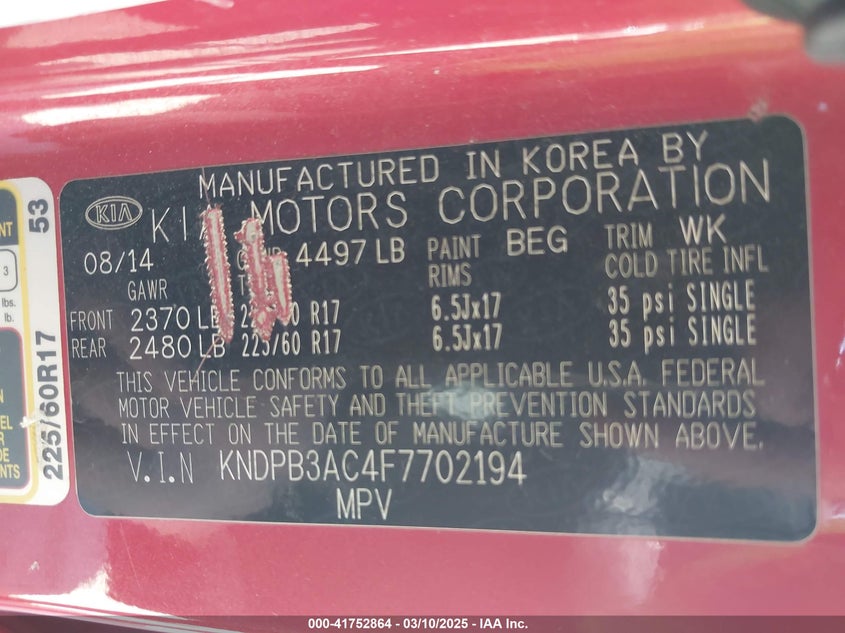 MANUFACTURED IN KOREA BY
KIA
MOTORS CORPORATION
08/14
4497 LB
PAINT BEG
TRIM WK
GAWR
RIMS
COLD TIRE INFL
FRONT 2370 LB R17 6.5Jx17 35 psi SINGLE
REAR 2480 LB 225/60 R17 6.5Jx17 35 psi SINGLE
THIS VEHICLE CONFORMS TO ALL APPLICABLE U.S.A. FEDERAL
MOTOR VEHICLE SAFETY AND THEFT PREVENTION STANDARDS
IN EFFECT ON THE DATE OF MANUFACTURE SHOWN ABOVE.
V.I.N KNDPB3AC4F7702194
MPV
53
225/60R17
3
lbs.
lb.
000-41752864 - 03/10/2025 - IAA Inc.